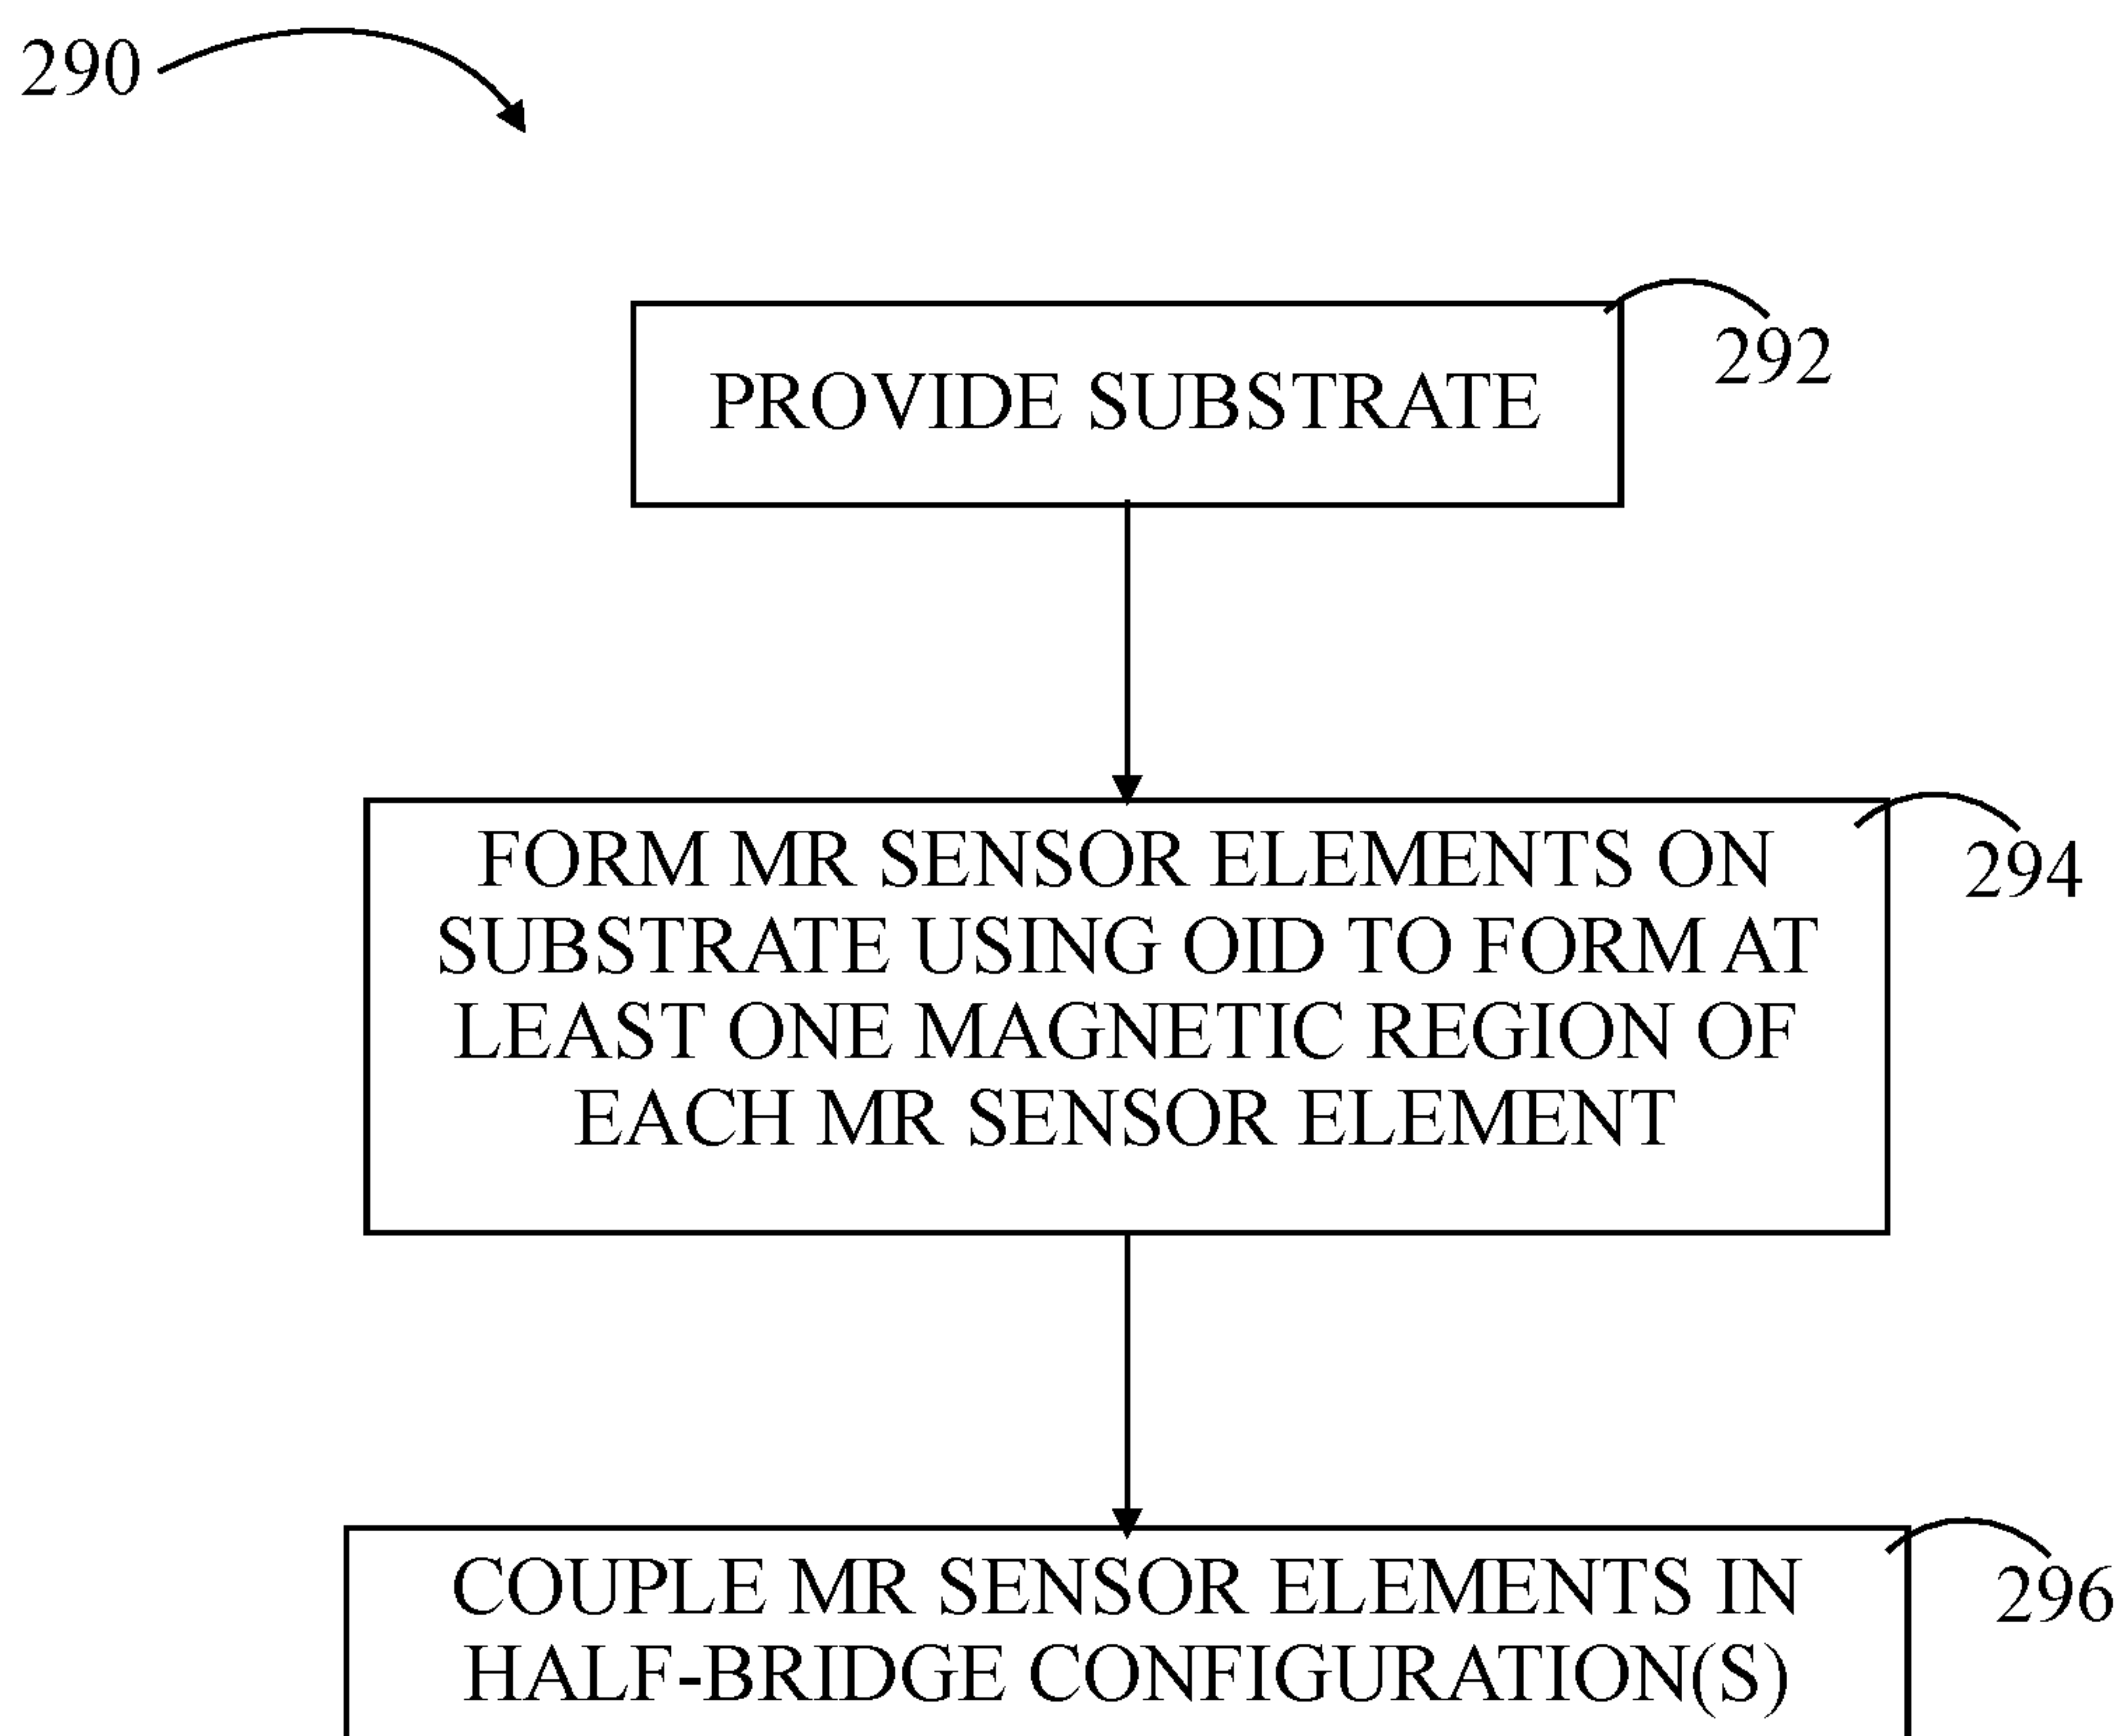 290
PROVIDE SUBSTRATE
292
FORM MR SENSOR ELEMENTS ON
SUBSTRATE USING OID TO FORM AT
LEAST ONE MAGNETIC REGION OF
EACH MR SENSOR ELEMENT
294
COUPLE MR SENSOR ELEMENTS IN
HALF-BRIDGE CONFIGURATION(S)
296